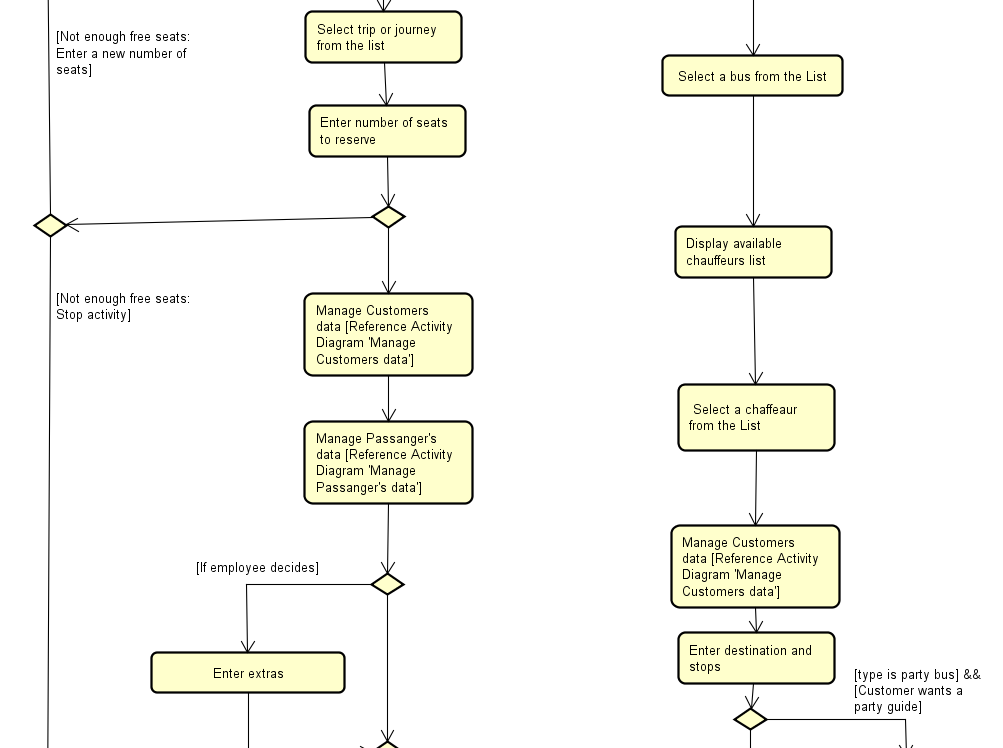 [Not enough free seats:
Enter a new number of
seats]
Select trip or journey
from the list
Enter number of seats
to reserve
[Not enough free seats:
Stop activity]
Manage Customers
data [Reference Activity
Diagram 'Manage
Customers data']
Manage Passanger's
data [Reference Activity
Diagram 'Manage
Passanger's data']
[If employee decides]
Enter extras
Select a bus from the List
Display available
chauffeurs list
Select a chaffeaur
from the List
Manage Customers
data [Reference Activity
Diagram 'Manage
Customers data']
Enter destination and
stops
[type is party bus] &&
[Customer wants a
party guide]